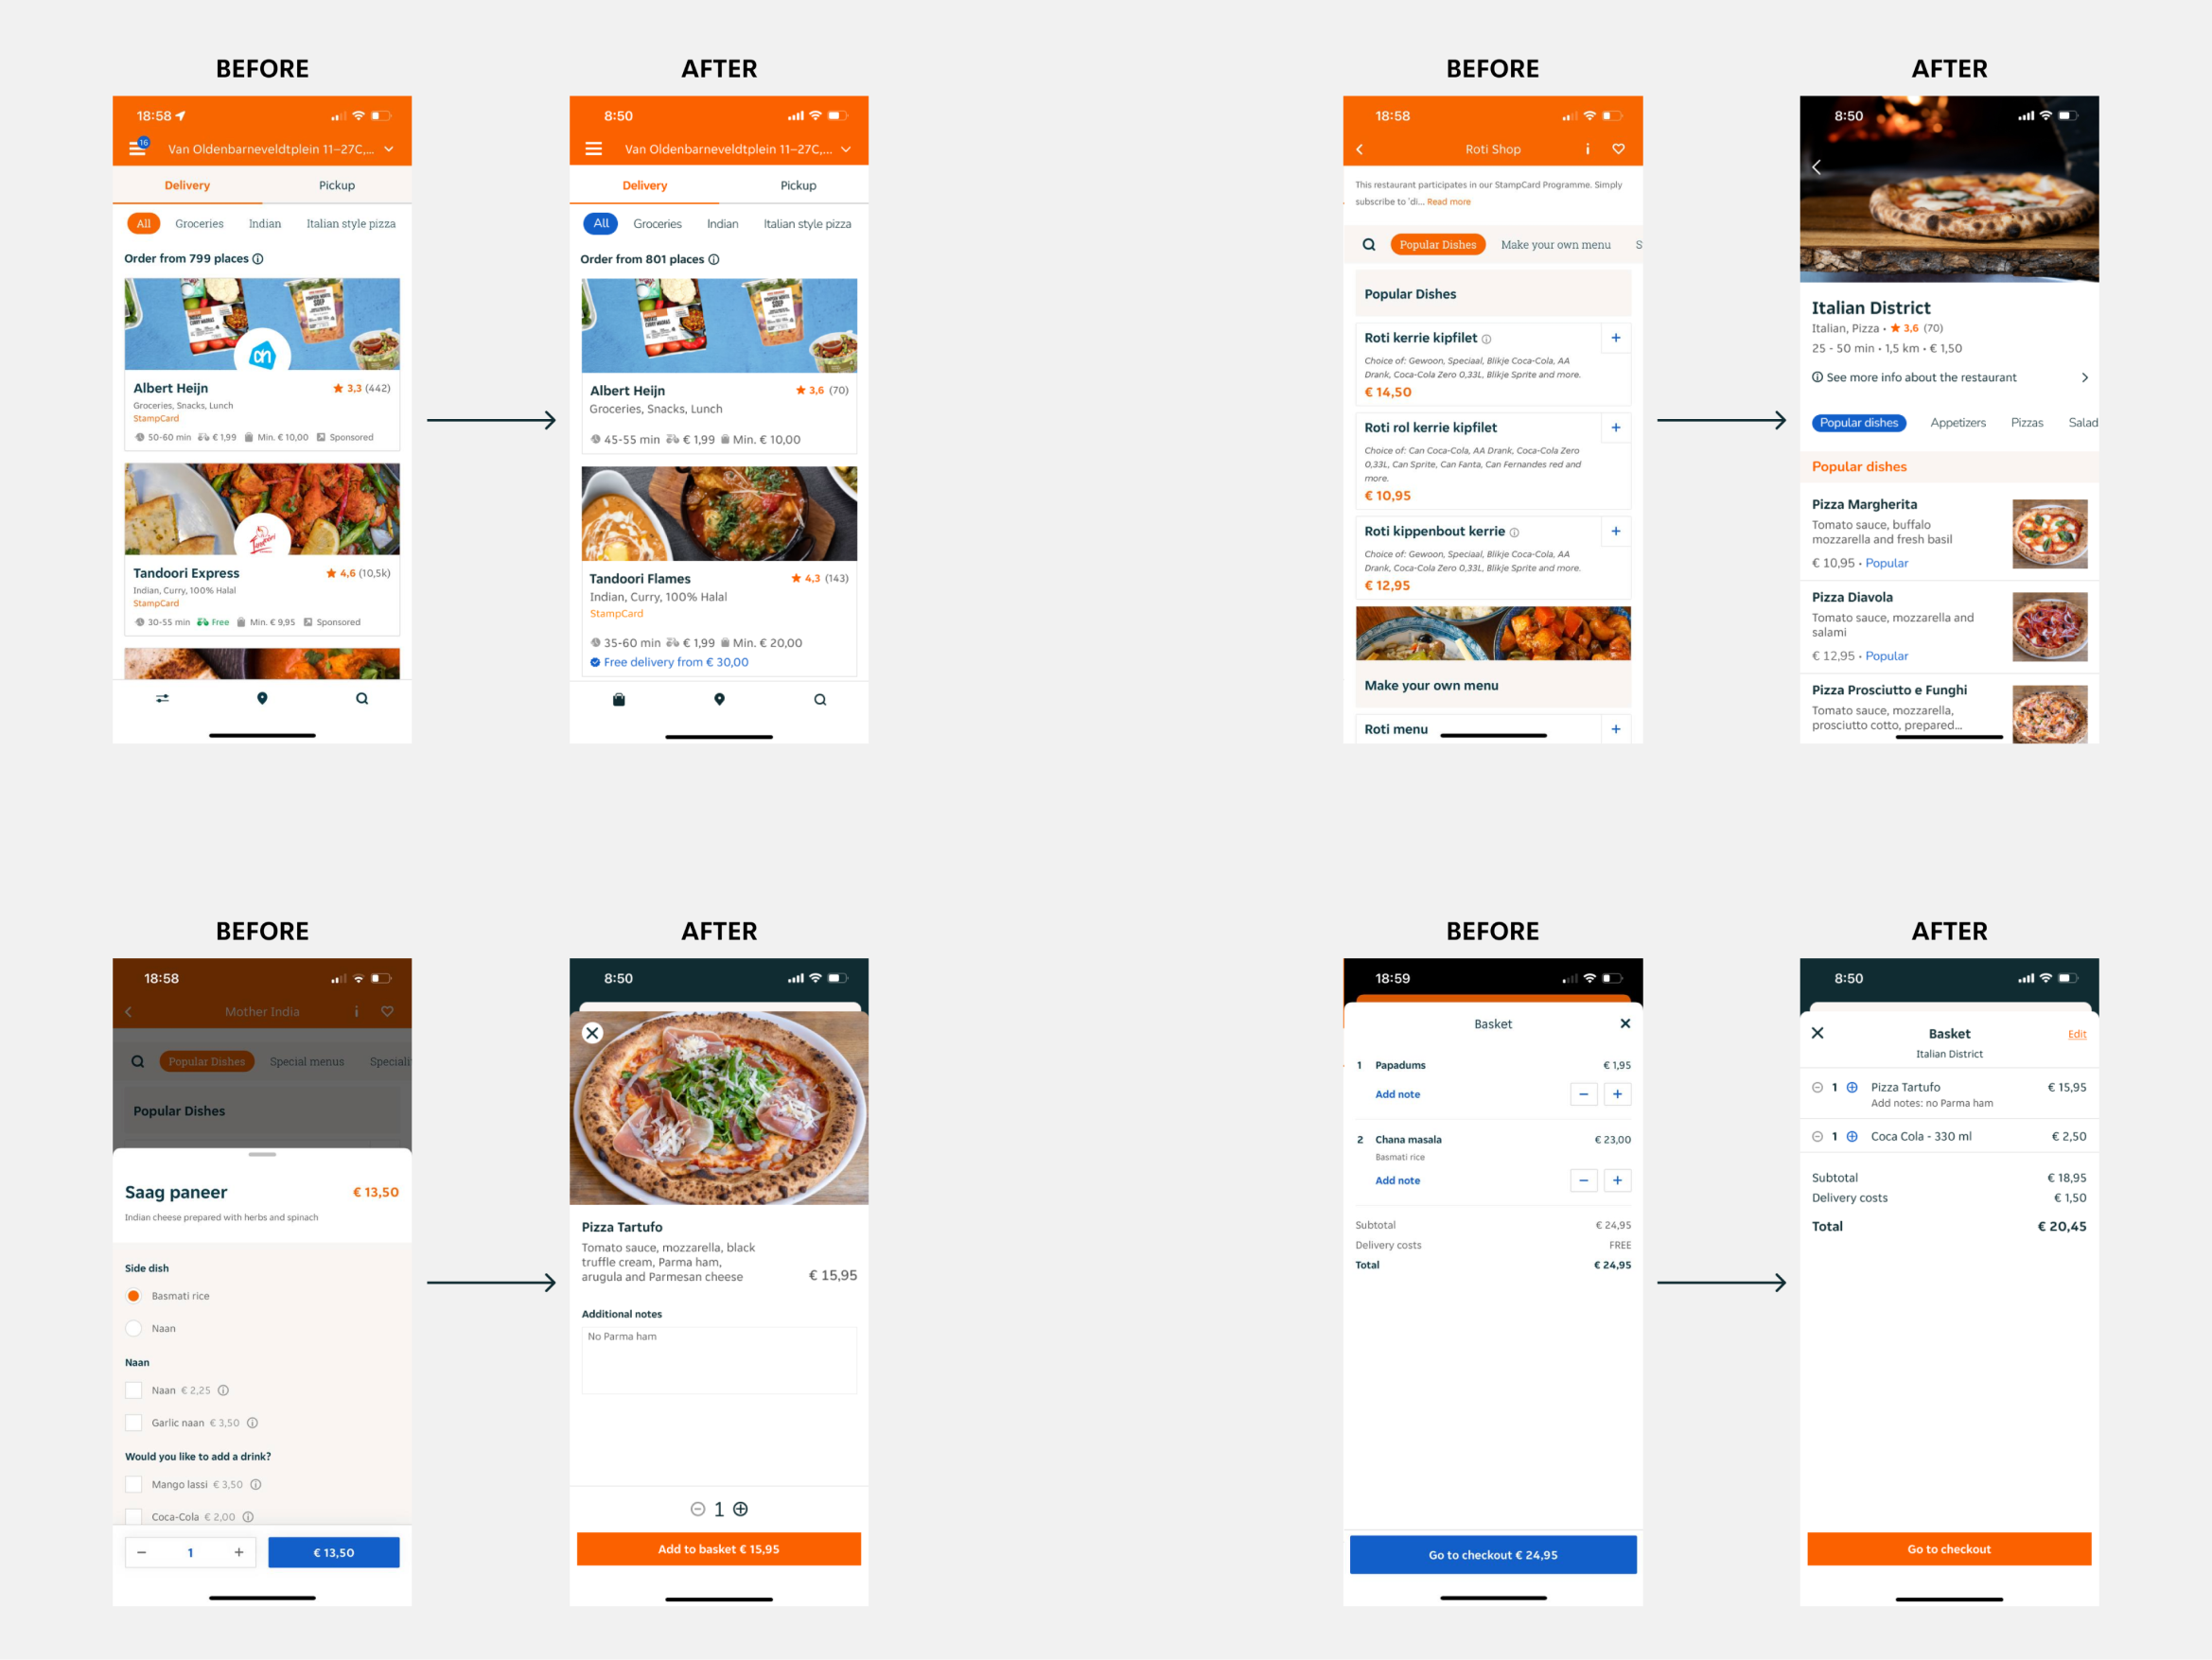 BEFORE
18:58
16
Van Oldenbarneveldtplein 11–27C,...
Delivery
Pickup
All
Groceries
Indian
Italian style pizza
Order from 799 places
Albert Heijn
3,3 (442)
Groceries, Snacks, Lunch
StampCard
50-60 min € 1,99 Min. € 10,00 Sponsored
Tandoori Express
4,6 (10,5k)
Indian, Curry, 100% Halal
StampCard
30-55 min Free Min. € 9,95 Sponsored
AFTER
8:50
Van Oldenbarneveldtplein 11–27C,...
Delivery
Pickup
All
Groceries
Indian
Italian style pizza
Order from 801 places
Albert Heijn
3,6 (70)
Groceries, Snacks, Lunch
45-55 min € 1,99 Min. € 10,00
Tandoori Flames
4,3 (143)
Indian, Curry, 100% Halal
StampCard
35-60 min € 1,99 Min. € 20,00
Free delivery from € 30,00
BEFORE
18:58
Roti Shop
i
This restaurant participates in our StampCard Programme. Simply
subscribe to 'di... Read more
Popular Dishes
Make your own menu
S
Popular Dishes
Roti kerrie kipfilet
Choice of: Gewoon, Speciaal, Blikje Coca-Cola, AA
Drank, Coca-Cola Zero 0,33L, Blikje Sprite and more.
€ 14,50
Roti rol kerrie kipfilet
Choice of: Can Coca-Cola, AA Drank, Coca-Cola Zero
0,33L, Can Sprite, Can Fanta, Can Fernandes red and
more.
€ 10,95
Roti kippenbout kerrie
Choice of: Gewoon, Speciaal, Blikje Coca-Cola, AA
Drank, Coca-Cola Zero 0,33L, Blikje Sprite and more.
€ 12,95
Make your own menu
Roti menu
AFTER
8:50
Italian District
Italian, Pizza • 3,6 (70)
25 - 50 min • 1,5 km • € 1,50
See more info about the restaurant
Popular dishes
Appetizers
Pizzas
Salad
Popular dishes
Pizza Margherita
Tomato sauce, buffalo
mozzarella and fresh basil
€ 10,95 • Popular
Pizza Diavola
Tomato sauce, mozzarella and
salami
€ 12,95 • Popular
Pizza Prosciutto e Funghi
Tomato sauce, mozzarella,
prosciutto cotto, prepared...
BEFORE
18:58
Mother India
i
Popular Dishes
Special menus
Speciali
Popular Dishes
Saag paneer
€ 13,50
Indian cheese prepared with herbs and spinach
Side dish
Basmati rice
Naan
Naan
Naan € 2,25
Garlic naan € 3,50
Would you like to add a drink?
Mango lassi € 3,50
Coca-Cola € 2,00
− 1 +
€ 13,50
AFTER
8:50
Pizza Tartufo
Tomato sauce, mozzarella, black
truffle cream, Parma ham,
arugula and Parmesan cheese
€ 15,95
Additional notes
No Parma ham
1
Add to basket € 15,95
BEFORE
18:59
Basket
1 Papadums € 1,95
Add note
2 Chana masala € 23,00
Basmati rice
Add note
Subtotal € 24,95
Delivery costs FREE
Total € 24,95
Go to checkout € 24,95
AFTER
8:50
Basket
Edit
Italian District
1 Pizza Tartufo € 15,95
Add notes: no Parma ham
1 Coca Cola - 330 ml € 2,50
Subtotal € 18,95
Delivery costs € 1,50
Total € 20,45
Go to checkout